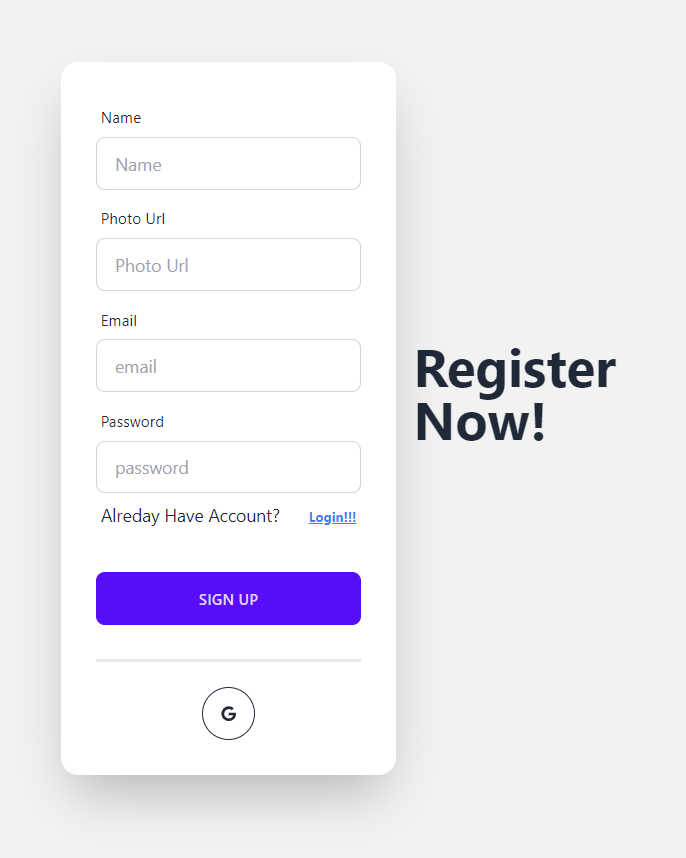 Name
Name
Photo Url
Photo Url
Email
email
Password
password
Alreday Have Account? Login!!!
SIGN UP
G
Register
Now!